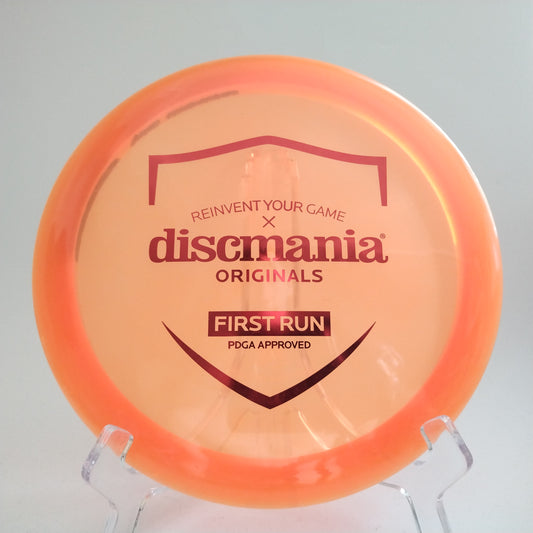 REINVENT YOUR GAME
×
discmania®
ORIGINALS
FIRST RUN
PDGA APPROVED